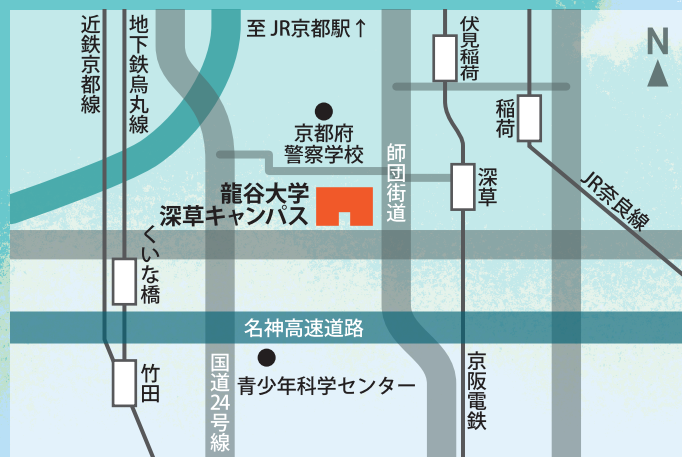 近鉄京都線
地下鉄烏丸線
至 JR京都駅↑
伏見稲荷
N
稲荷
京都府
警察学校
師団街道
深草
JR奈良線
龍谷大学
深草キャンパス
くいな橋
名神高速道路
竹田
国道24号線
青少年科学センター
京阪電鉄